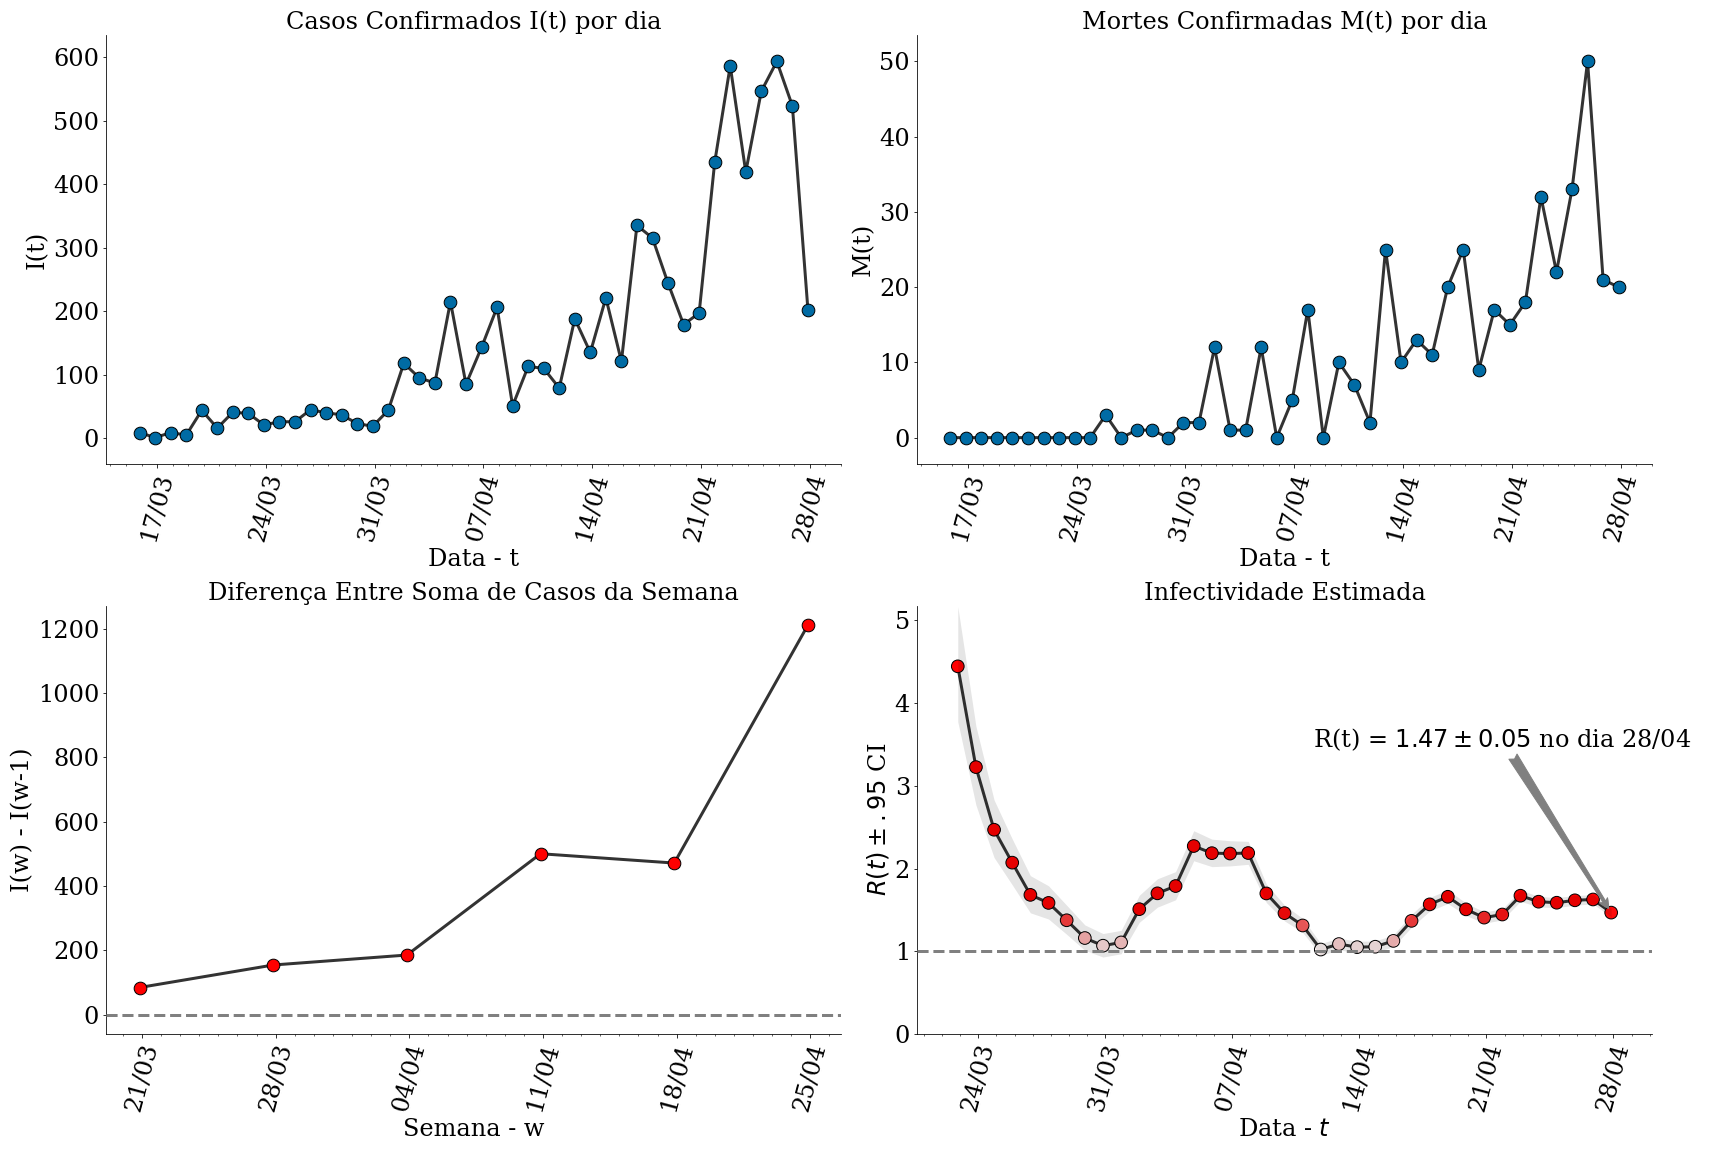 Casos Confirmados I(t) por dia
600
500
400
300
200
100
0
I(t)
17/03 24/03 31/03 07/04 14/04 21/04 28/04
Data - t
Mortes Confirmadas M(t) por dia
50
40
30
20
10
0
M(t)
17/03 24/03 31/03 07/04 14/04 21/04 28/04
Data - t
Diferença Entre Soma de Casos da Semana
1200
1000
800
600
400
200
0
I(w) - I(w-1)
21/03 28/03 04/04 11/04 18/04 25/04
Semana - w
Infectividade Estimada
5
4
3
2
1
0
R(t) ± .95 CI
R(t) = 1.47 ± 0.05 no dia 28/04
24/03 31/03 07/04 14/04 21/04 28/04
Data - t